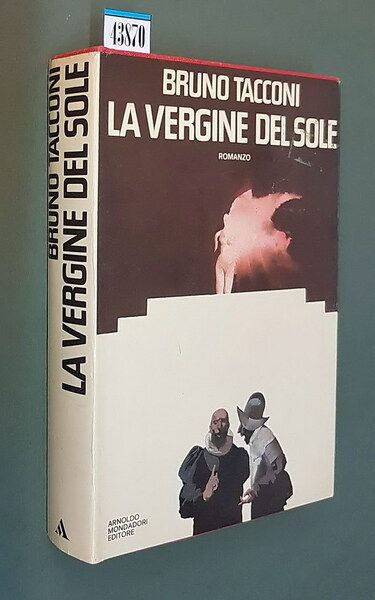 43870
BRUNO TACCONI
LA VERGINE DEL SOLE
ROMANZO
ARNOLDO
MONDADORI
EDITORE
BRUNO TACCONI
LA VERGINE DEL SOLE